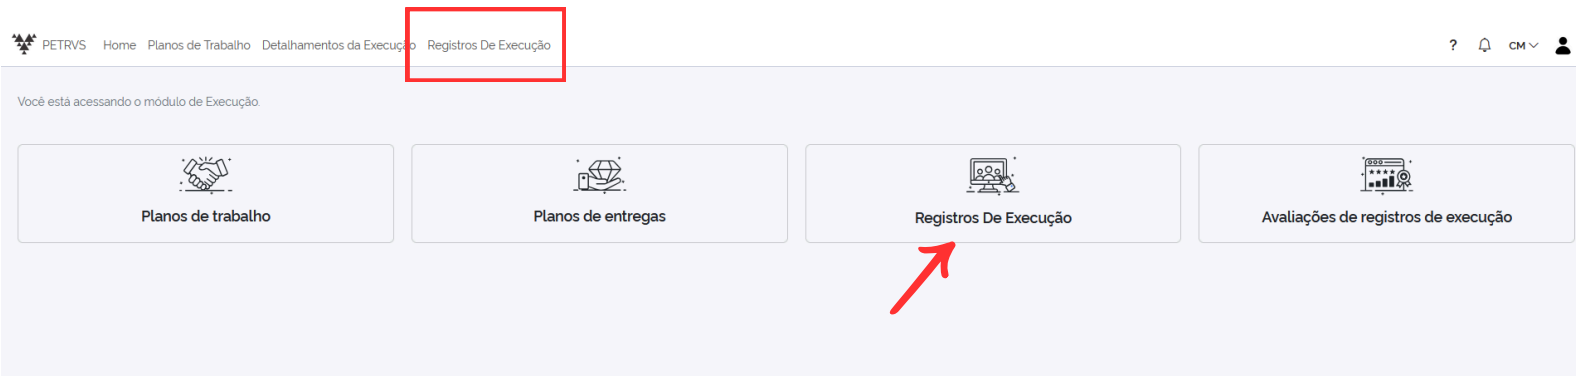 PETRVS Home Planos de Trabalho Detalhamentos da Execução Registros De Execução ? CM
Você está acessando o módulo de Execução.
Planos de trabalho Planos de entregas Registros De Execução Avaliações de registros de execução